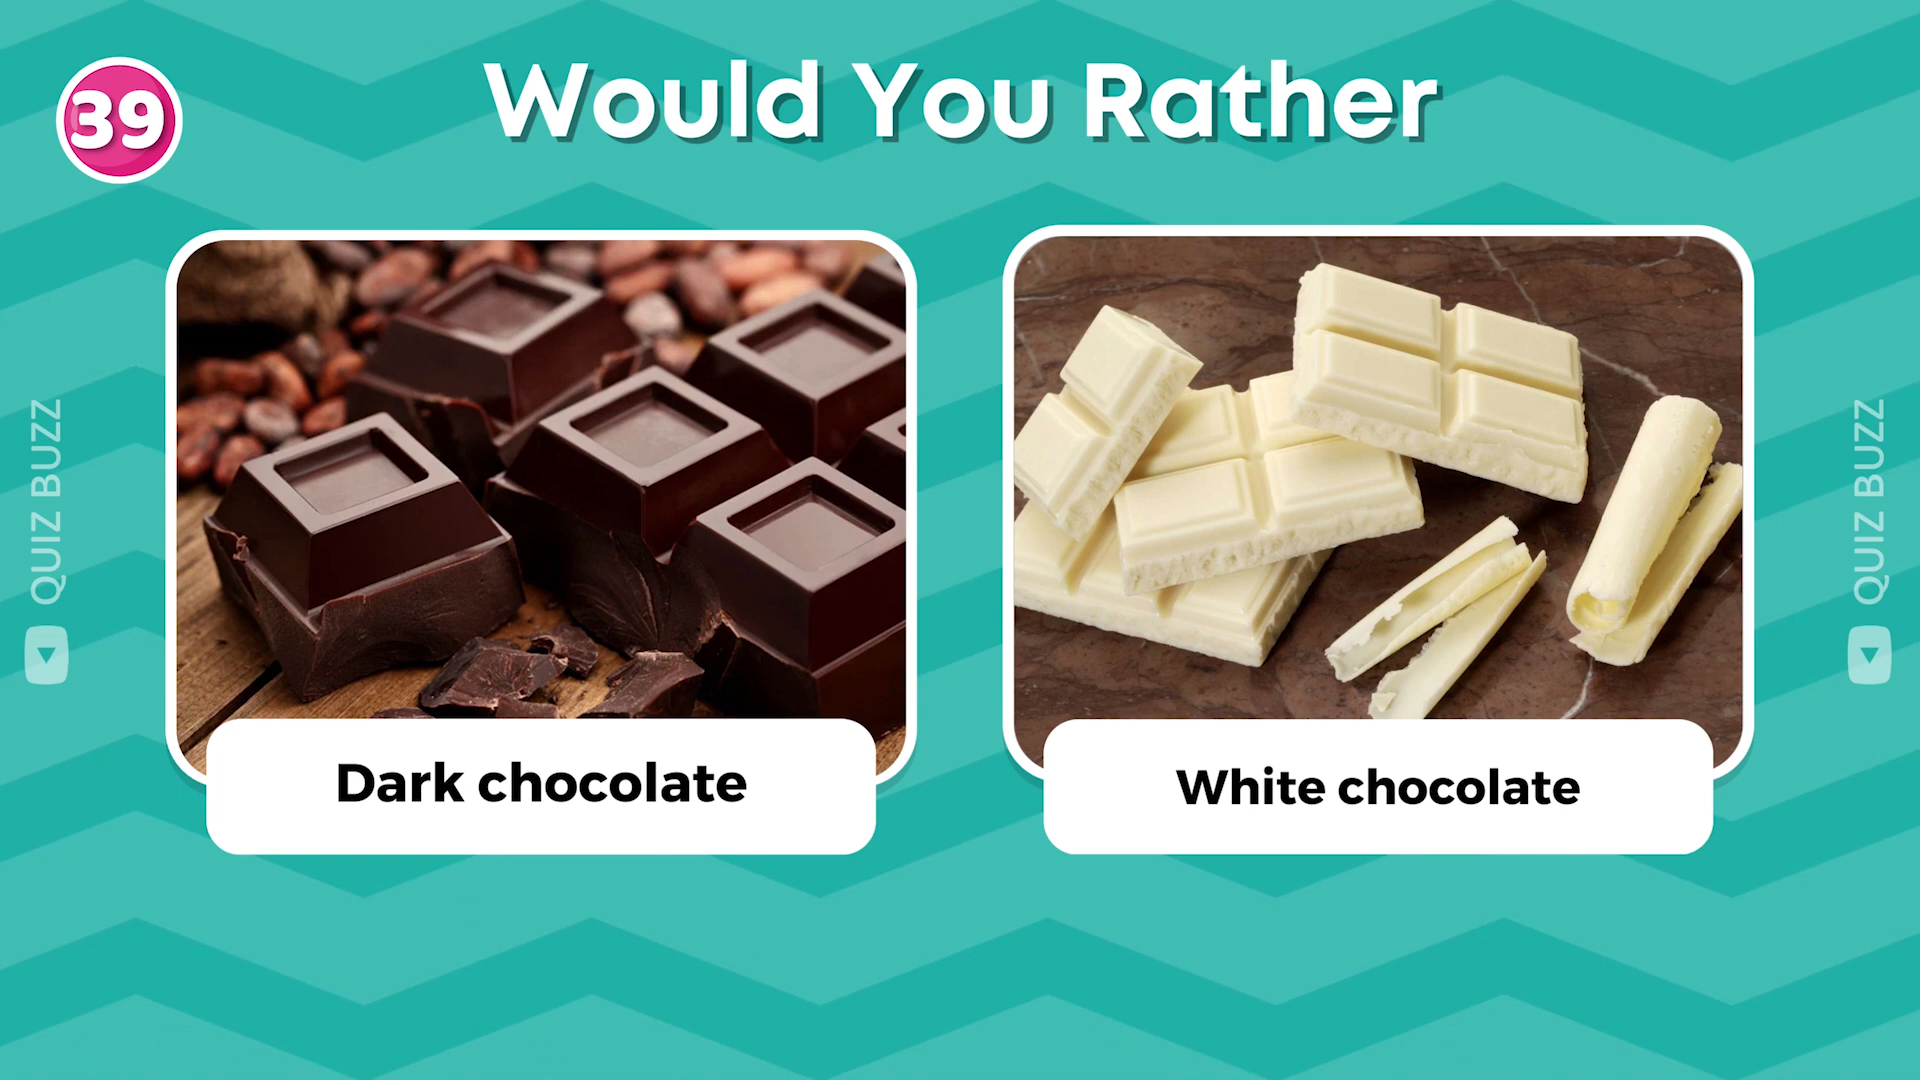 39
Would You Rather
Dark chocolate
White chocolate
QUIZ BUZZ
QUIZ BUZZ